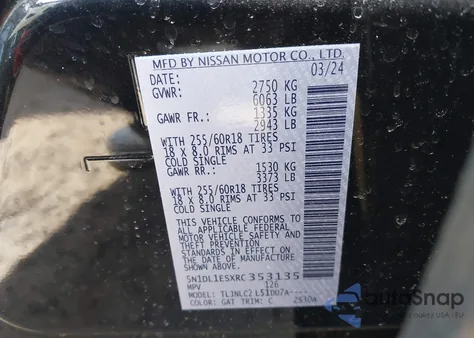 MFD BY NISSAN MOTOR CO., LTD.
DATE: 03/24
GVWR: 2750 KG
6063 LB
GAWR FR.: 1335 KG
2943 LB
WITH 255/60R18 TIRES
18 x 8.0 RIMS AT 33 PSI
COLD SINGLE
GAWR RR.: 1530 KG
3373 LB
WITH 255/60R18 TIRES
18 x 8.0 RIMS AT 33 PSI
COLD SINGLE
THIS VEHICLE CONFORMS TO
ALL APPLICABLE FEDERAL
MOTOR VEHICLE SAFETY AND
THEFT PREVENTION
STANDARDS IN EFFECT ON
THE DATE OF MANUFACTURE
SHOWN ABOVE.
5N1DL1ESXRC353135
MPV 126
MODEL:
COLOR: GAT TRIM: C
autoSnap